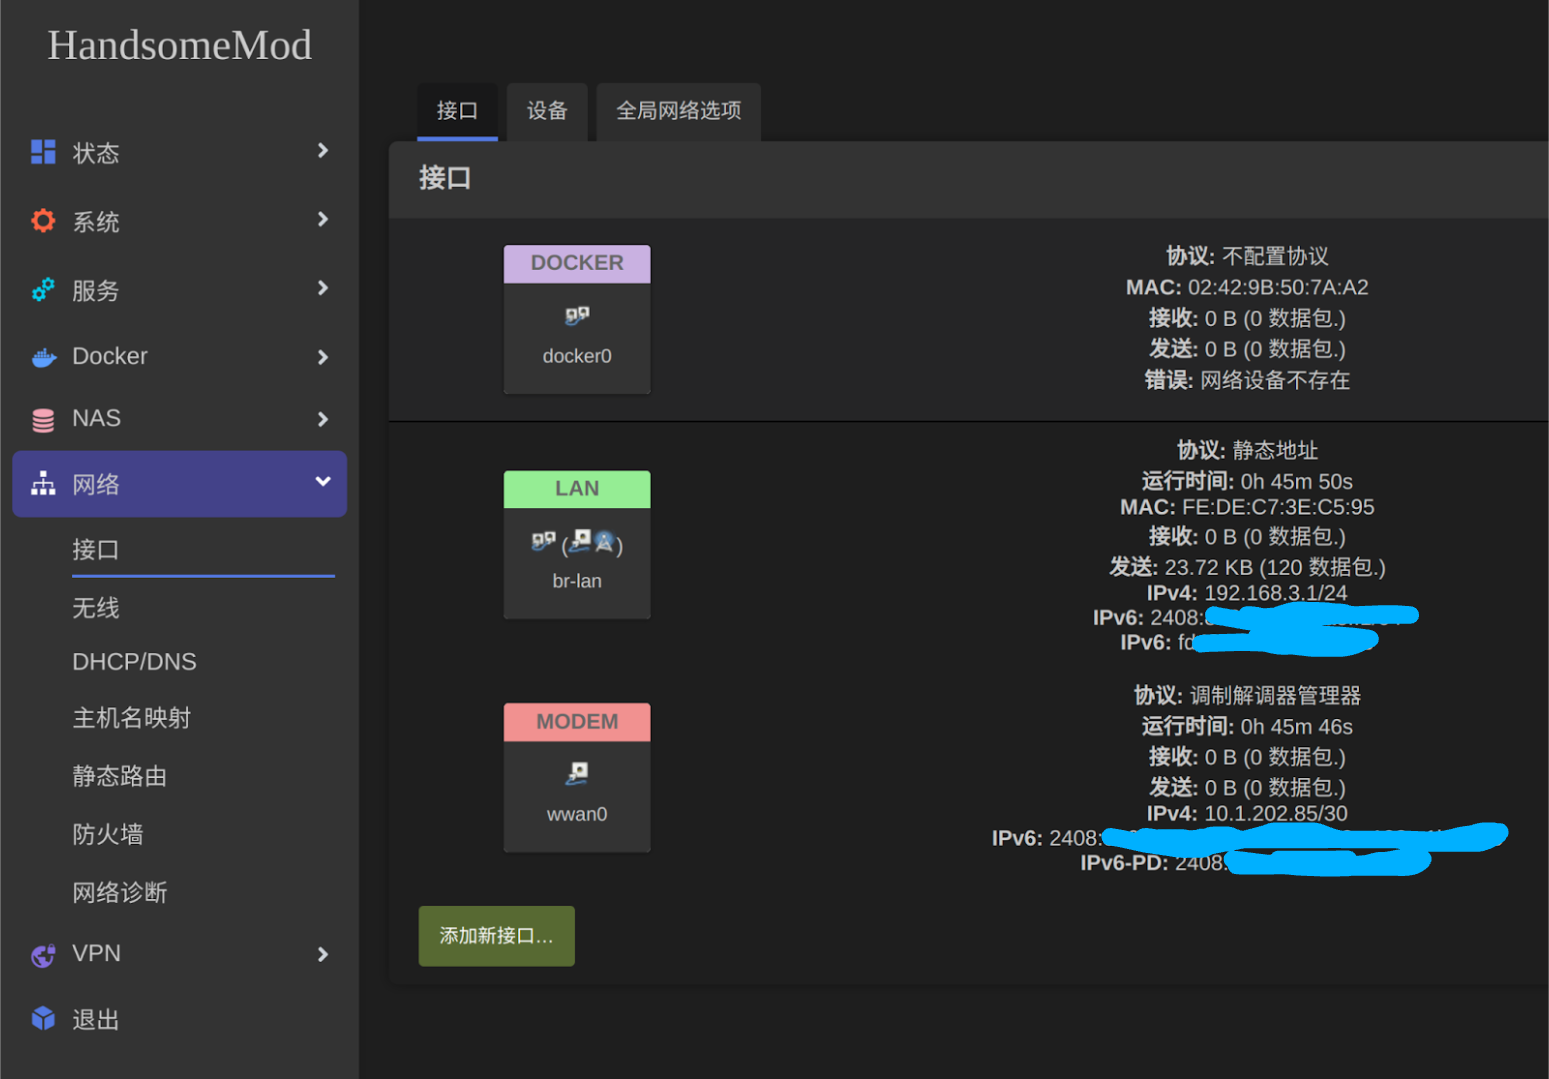 HandsomeMod
状态
系统
服务
Docker
NAS
网络
接口
无线
DHCP/DNS
主机名映射
静态路由
防火墙
网络诊断
VPN
退出
接口
设备
全局网络选项
接口
DOCKER
docker0
协议: 不配置协议
MAC: 02:42:9B:50:7A:A2
接收: 0 B (0 数据包.)
发送: 0 B (0 数据包.)
错误: 网络设备不存在
LAN
( )
br-lan
协议: 静态地址
运行时间: 0h 45m 50s
MAC: FE:DE:C7:3E:C5:95
接收: 0 B (0 数据包.)
发送: 23.72 KB (120 数据包.)
IPv4: 192.168.3.1/24
IPv6: 2408:
IPv6: fd
MODEM
wwan0
协议: 调制解调器管理器
运行时间: 0h 45m 46s
接收: 0 B (0 数据包.)
发送: 0 B (0 数据包.)
IPv4: 10.1.202.85/30
IPv6: 2408:
IPv6-PD: 2408:
添加新接口...